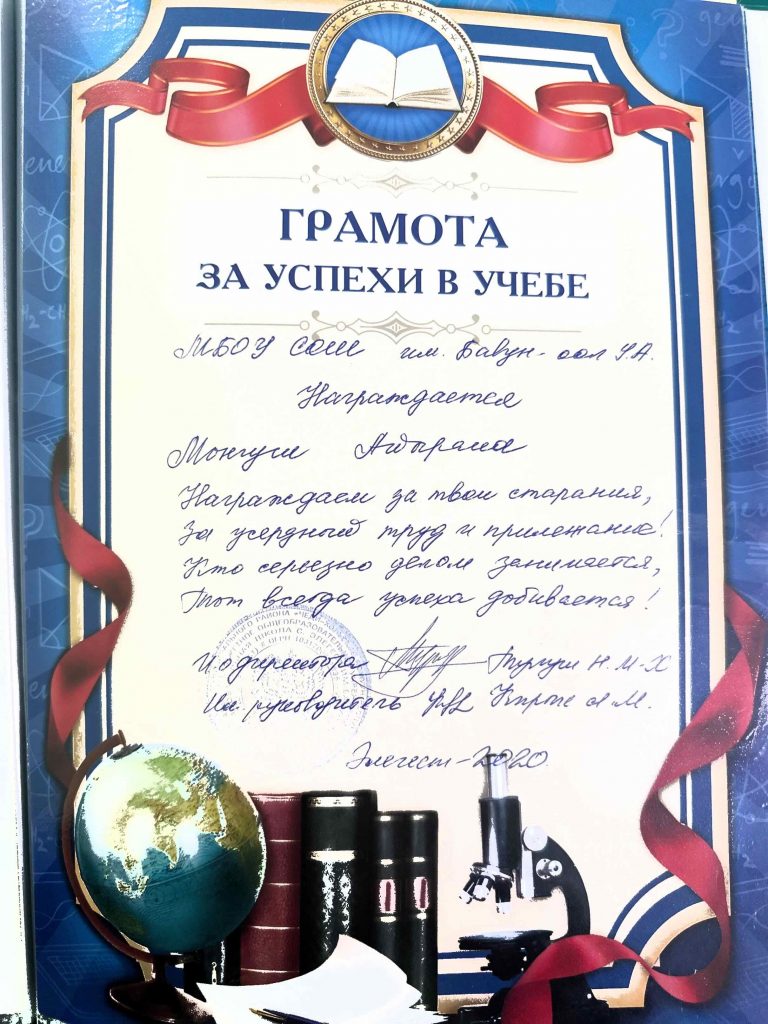 ГРАМОТА
ЗА УСПЕХИ В УЧЕБЕ
МБОУ СОШ им. Бавун-оол У.А.
Награждается
Монгуш
Награждаем за твои старания,
За усердный труд и прилежание!
Кто серьезно делом занимается,
Тот всегда успеха добивается!
И.о директора Н. М-Х
Кл. руководитель А.М.
Элегест-2020